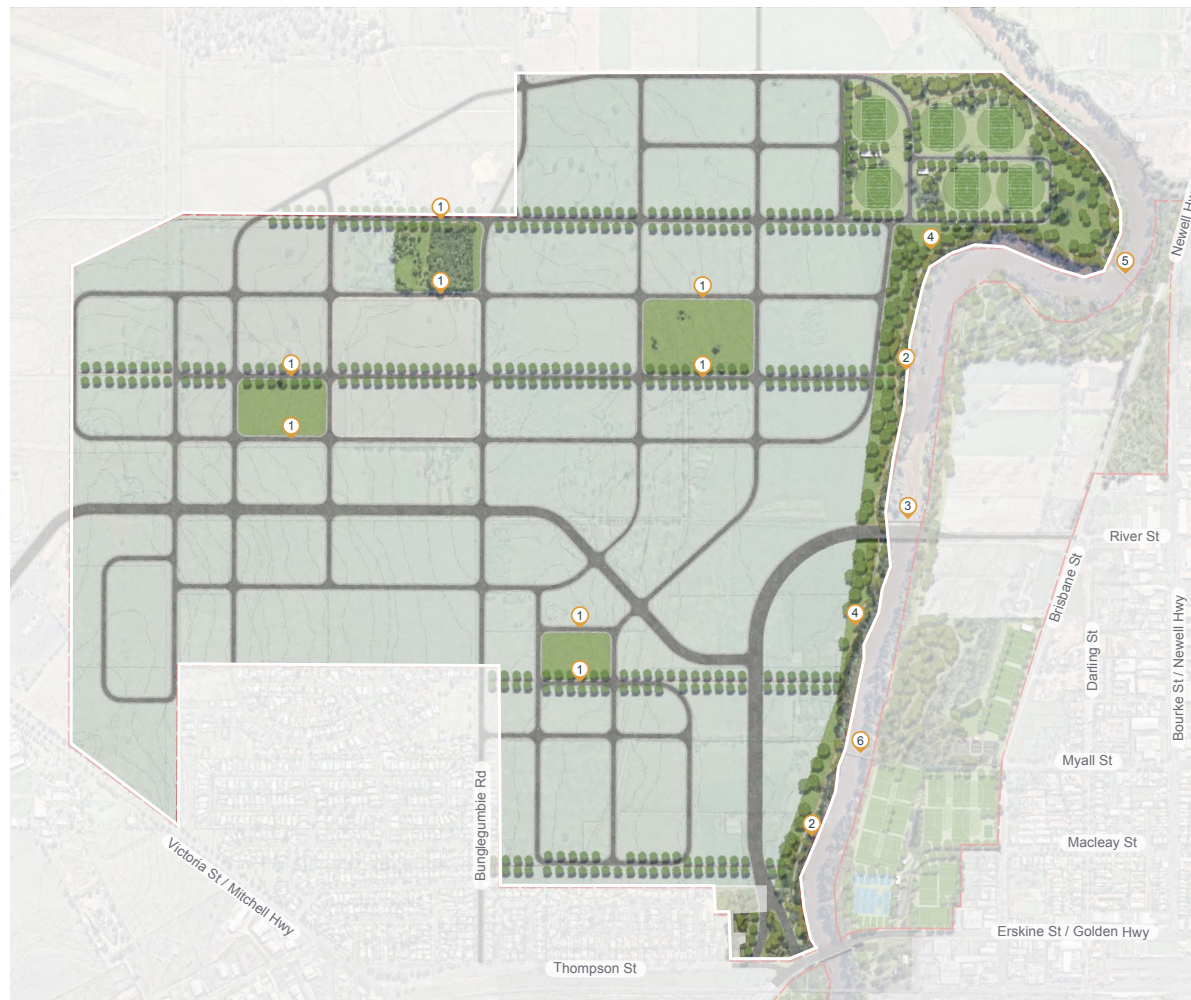 1
4
5
1
1
2
1
1
1
3
1
4
1
6
2
Newell Hw
River St
Brisbane St
Darling St
Bourke St / Newell Hwy
Myall St
Macleay St
Bunglegumbie Rd
Victoria St / Mitchell Hwy
Erskine St / Golden Hwy
Thompson St